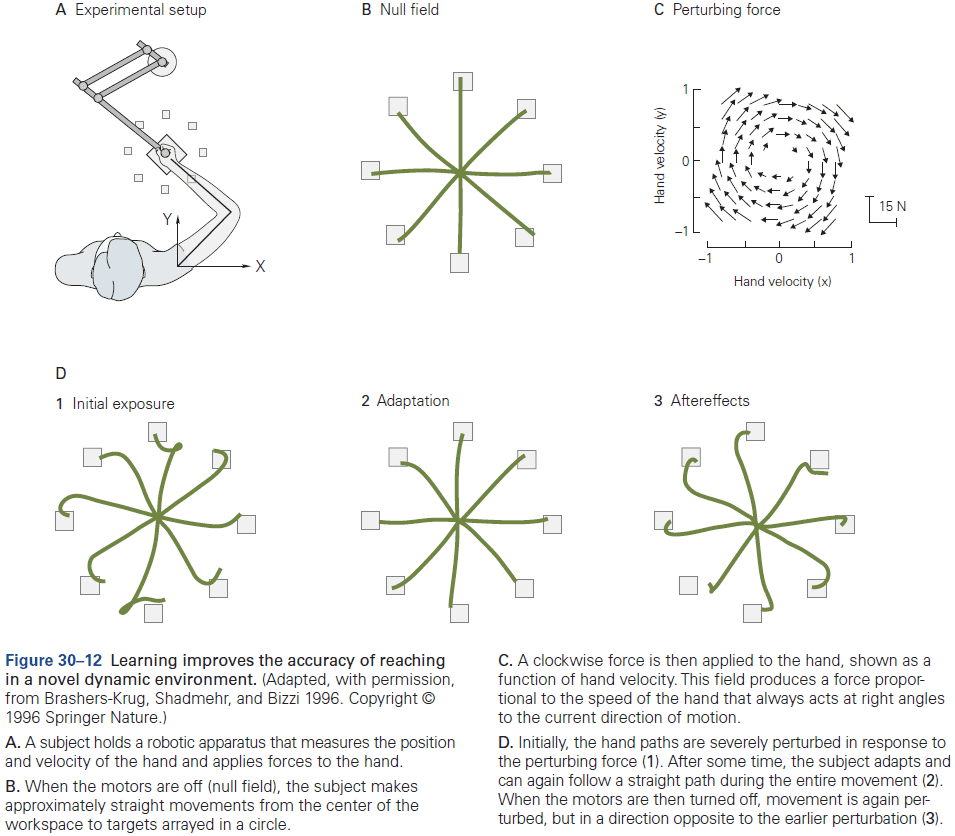 A Experimental setup
B Null field
C Perturbing force
Y
X
Hand velocity (y)
1
0
–1
–1
0
1
Hand velocity (x)
15 N
D
1 Initial exposure
2 Adaptation
3 Aftereffects
Figure 30–12 Learning improves the accuracy of reaching
in a novel dynamic environment. (Adapted, with permission,
from Brashers-Krug, Shadmehr, and Bizzi 1996. Copyright ©
1996 Springer Nature.)
A. A subject holds a robotic apparatus that measures the position
and velocity of the hand and applies forces to the hand.
B. When the motors are off (null field), the subject makes
approximately straight movements from the center of the
workspace to targets arrayed in a circle.
C. A clockwise force is then applied to the hand, shown as a
function of hand velocity. This field produces a force propor-
tional to the speed of the hand that always acts at right angles
to the current direction of motion.
D. Initially, the hand paths are severely perturbed in response to
the perturbing force (1). After some time, the subject adapts and
can again follow a straight path during the entire movement (2).
When the motors are then turned off, movement is again per-
turbed, but in a direction opposite to the earlier perturbation (3).